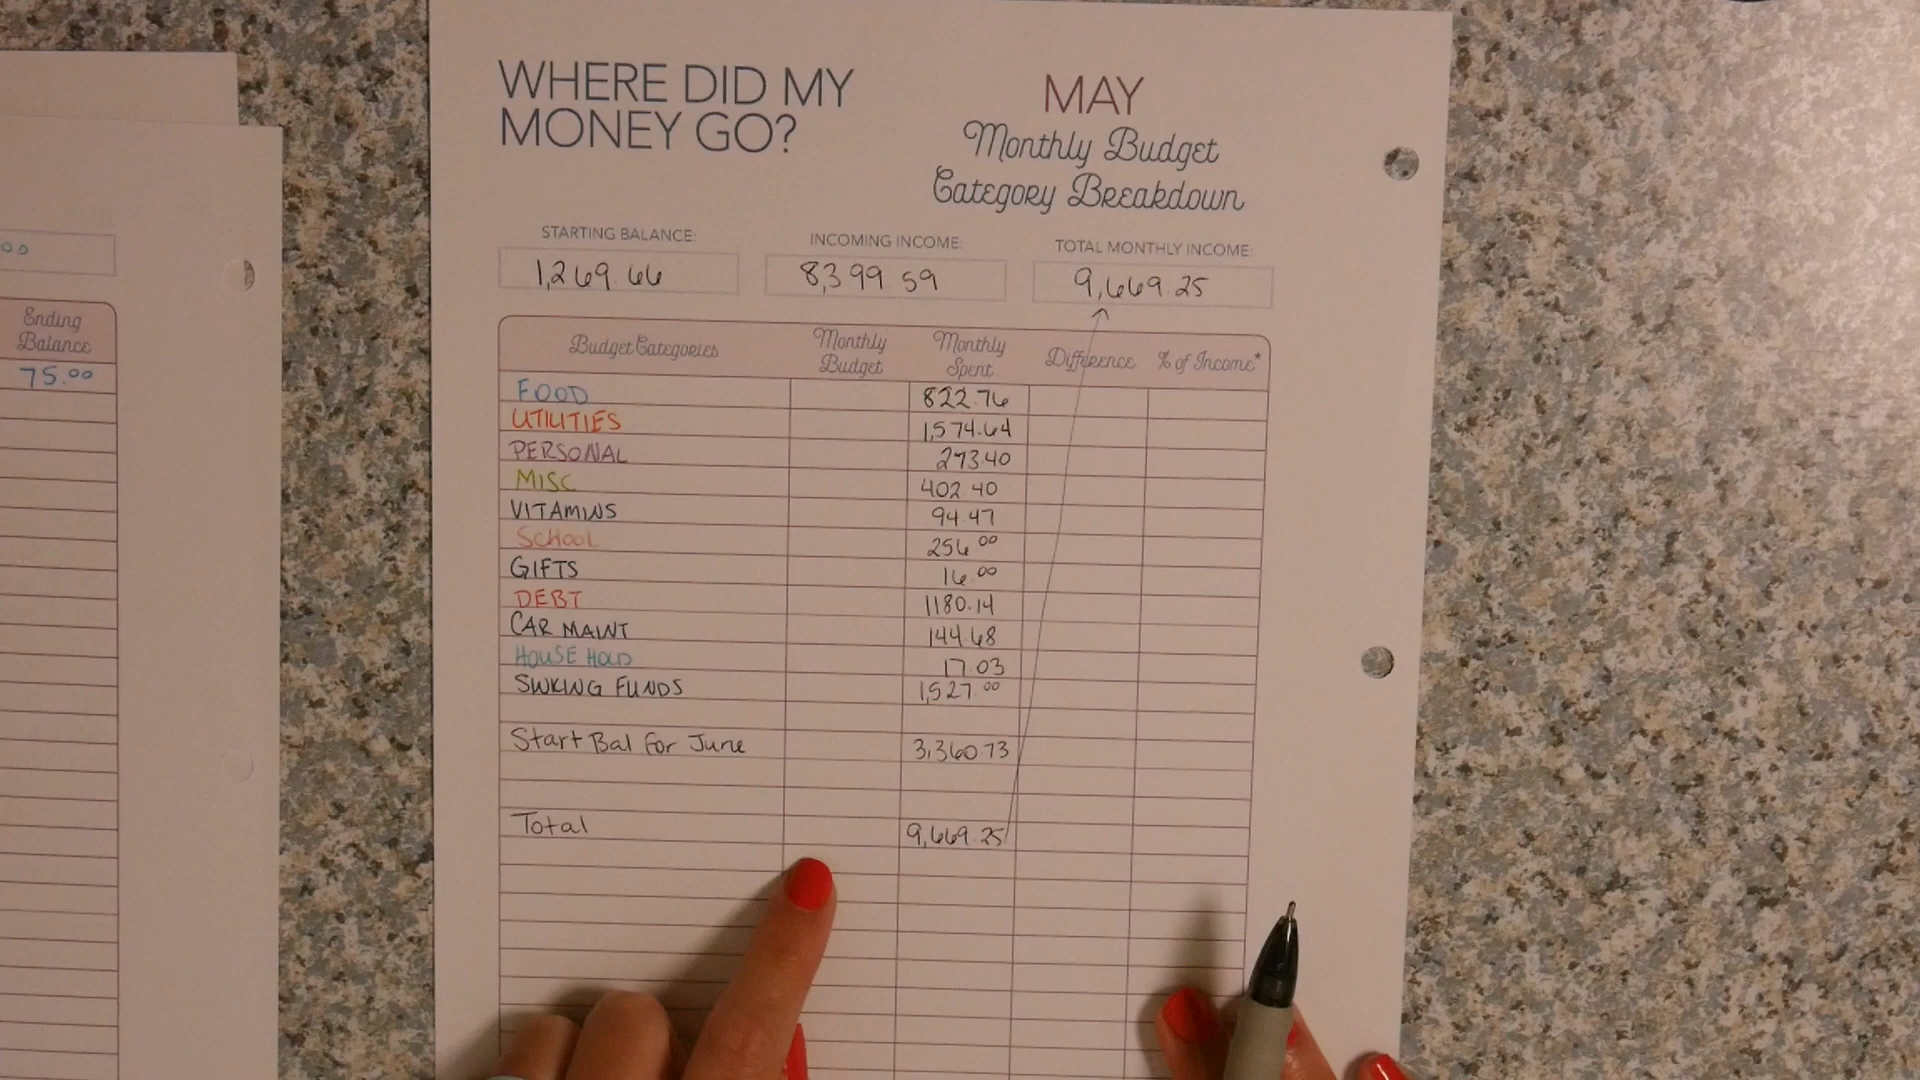 WHERE DID MY
MONEY GO?
MAY
Monthly Budget
Category Breakdown
STARTING BALANCE:
1,269.66
INCOMING INCOME:
8,399 59
TOTAL MONTHLY INCOME:
9,669.25
Budget Categories
Monthly
Budget
Monthly
Spent
Difference
% of Income*
FOOD 822.76
UTILITIES 1,574.64
PERSONAL 273.40
MISC 402.40
VITAMINS 94.47
SCHOOL 256.00
GIFTS 16.00
DEBT 1180.14
CAR MAINT 144.68
HOUSE HOLD 17.03
SINKING FUNDS 1,527.00
Start Bal for June 3,360.73
Total 9,669.25
00
Ending
Balance
75.00